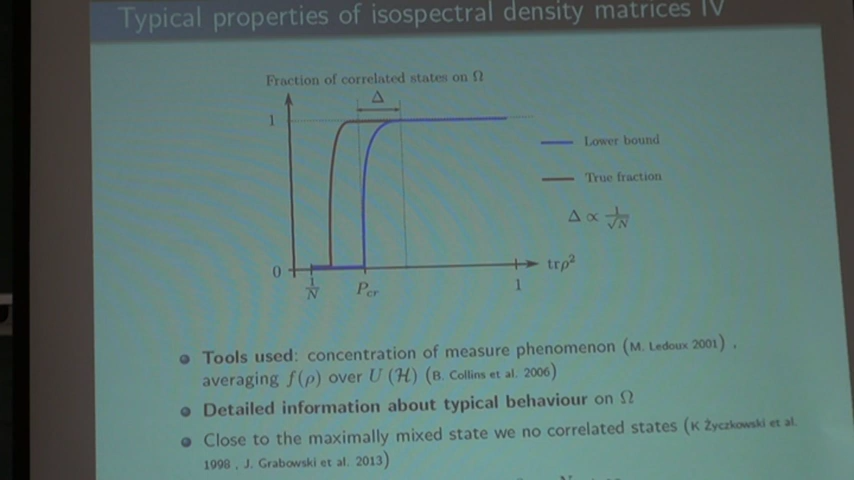 Typical properties of isospectral density matrices IV
Fraction of correlated states on Ω
Δ
1
Lower bound
True fraction
Δ ∝ 1/√N
0
trρ²
1/N
P_cr
1
Tools used: concentration of measure phenomenon (M. Ledoux 2001) ,
averaging f(ρ) over U (ℋ) (B. Collins et al. 2006)
Detailed information about typical behaviour on Ω
Close to the maximally mixed state we no correlated states (K Życzkowski et al.
1998 , J. Grabowski et al. 2013)